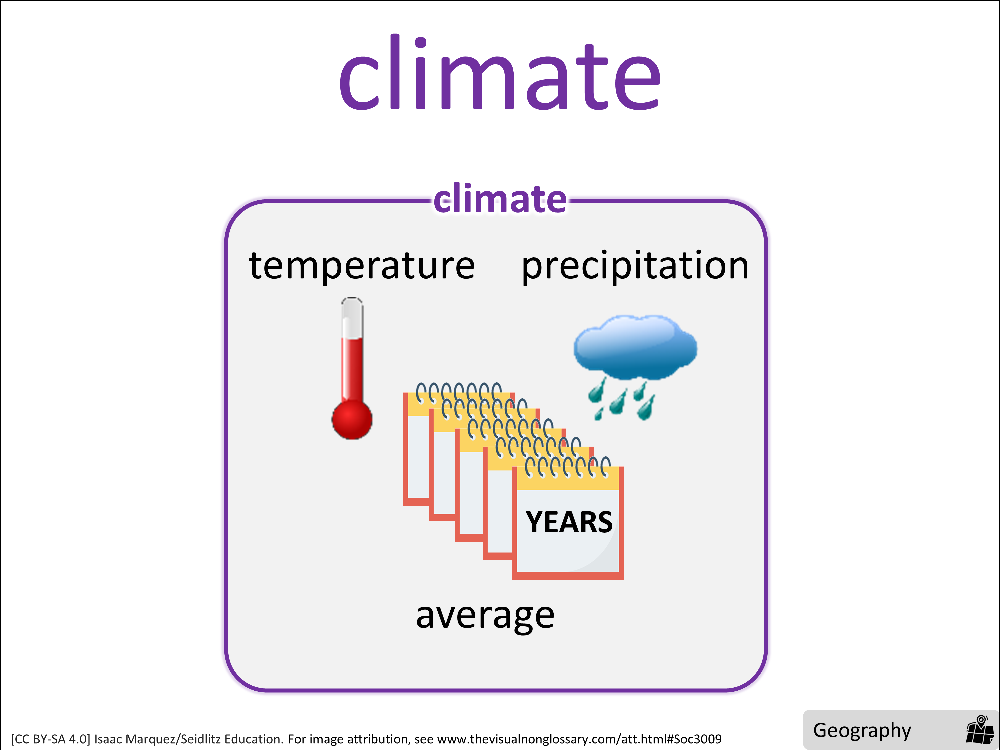 climate
climate
temperature precipitation
YEARS
average
Geography
[CC BY-SA 4.0] Isaac Marquez/Seidlitz Education. For image attribution, see www.thevisualnonglossary.com/att.html#Soc3009